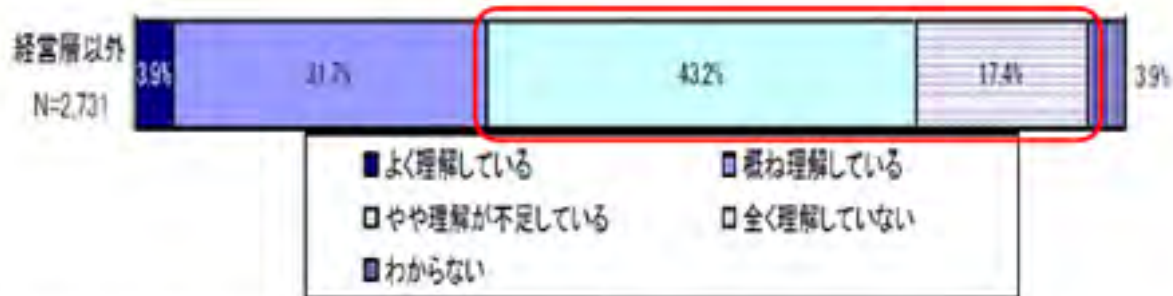 経営層以外
N=2,731
3.9% 31.7% 43.2% 17.4% 3.9%
よく理解している 概ね理解している
やや理解が不足している 全く理解していない
わからない